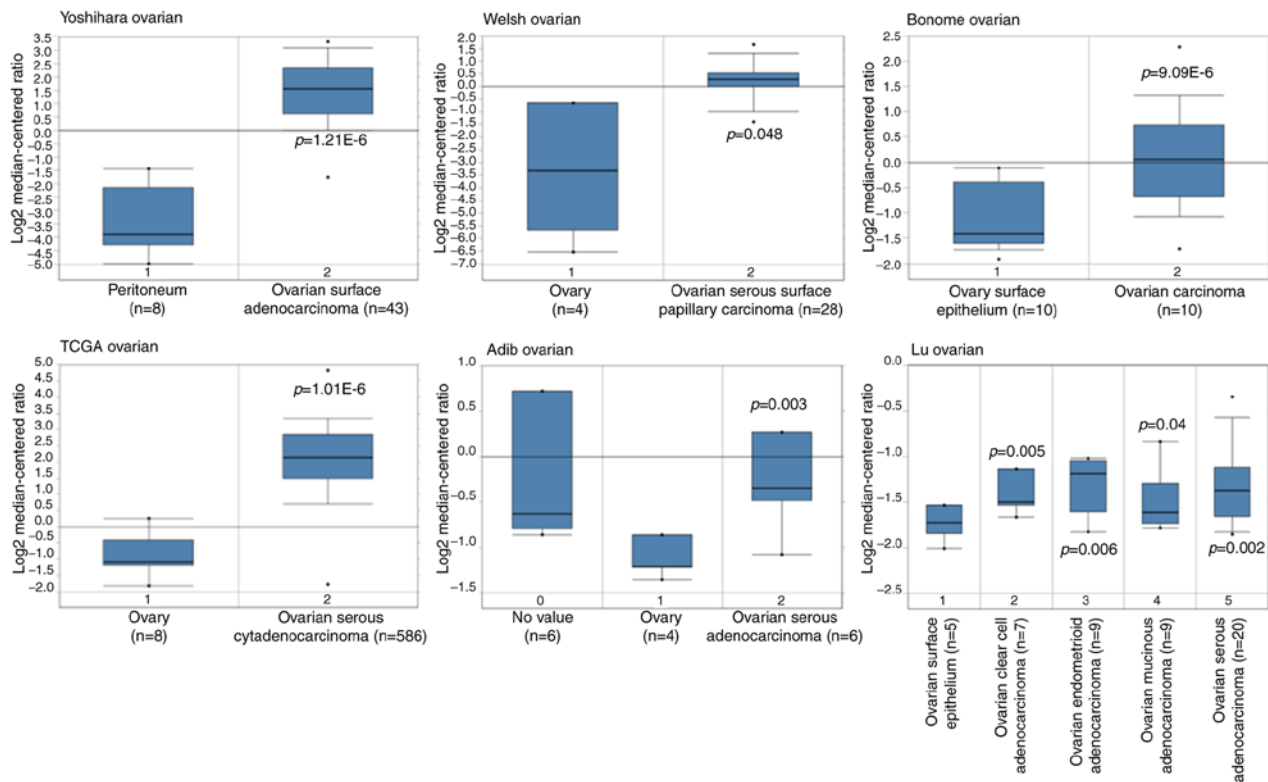 Yoshihara ovarian
Log2 median-centered ratio
3.5
3.0
2.5
2.0
1.5
1.0
0.5
0.0
−0.5
−1.0
−1.5
−2.0
−2.5
−3.0
−3.5
−4.0
−4.5
−5.0
p=1.21E-6
1
2
Peritoneum
(n=8)
Ovarian surface
adenocarcinoma (n=43)
Welsh ovarian
Log2 median-centered ratio
2.0
1.5
1.0
0.5
0.0
−0.5
−1.0
−1.5
−2.0
−2.5
−3.0
−3.5
−4.0
−4.5
−5.0
−5.5
−6.0
−6.5
−7.0
p=0.048
1
2
Ovary
(n=4)
Ovarian serous surface
papillary carcinoma (n=28)
Bonome ovarian
Log2 median-centered ratio
2.5
2.0
1.5
1.0
0.5
0.0
−0.5
−1.0
−1.5
−2.0
p=9.09E-6
1
2
Ovary surface
epithelium (n=10)
Ovarian carcinoma
(n=10)
TCGA ovarian
Log2 median-centered ratio
5.0
4.5
4.0
3.5
3.0
2.5
2.0
1.5
1.0
0.5
0.0
−0.5
−1.0
−1.5
−2.0
p=1.01E-6
1
2
Ovary
(n=8)
Ovarian serous
cytadenocarcinoma (n=586)
Adib ovarian
Log2 median-centered ratio
1.0
0.5
0.0
−0.5
−1.0
−1.5
p=0.003
0
1
2
No value
(n=6)
Ovary
(n=4)
Ovarian serous
adenocarcinoma (n=6)
Lu ovarian
Log2 median-centered ratio
0.0
−0.5
−1.0
−1.5
−2.0
−2.5
p=0.005
p=0.006
p=0.04
p=0.002
1
2
3
4
5
Ovarian surface
epithelium (n=5)
Ovarian clear cell
adenocarcinoma (n=7)
Ovarian endometrioid
adenocarcinoma (n=9)
Ovarian mucinous
adenocarcinoma (n=9)
Ovarian serous
adenocarcinoma (n=20)